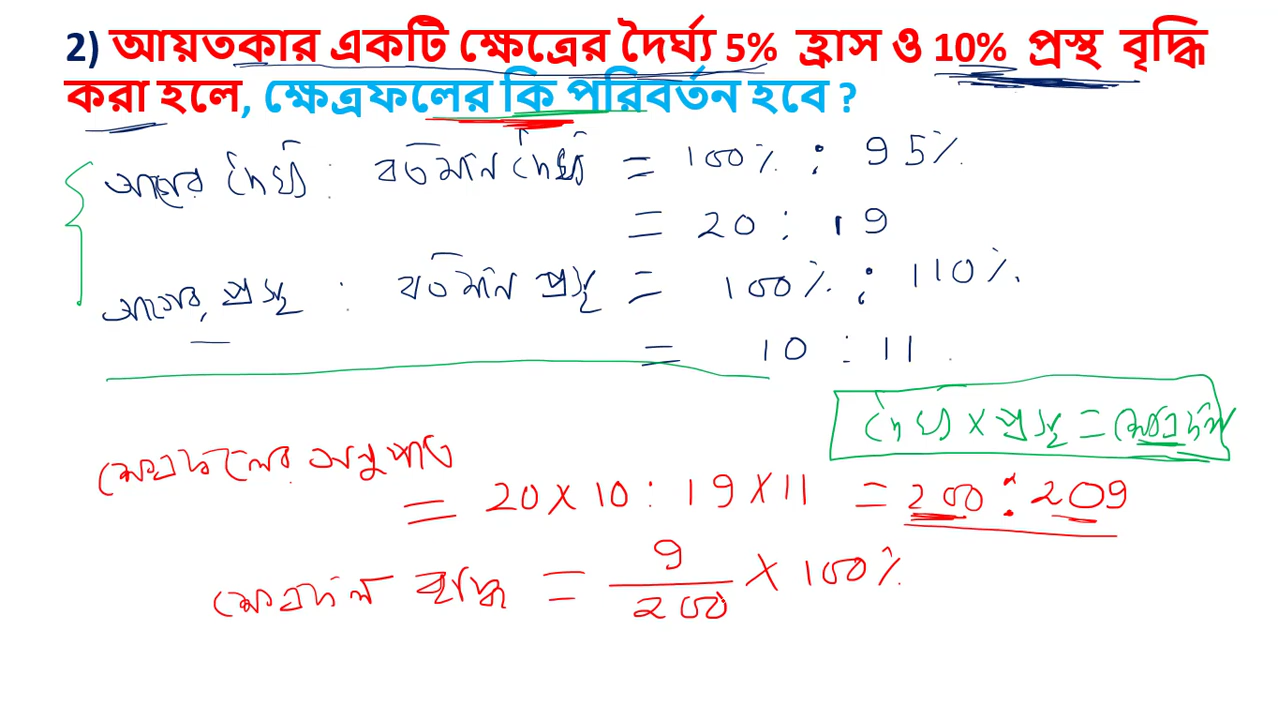 2) আয়তকার একটি ক্ষেত্রের দৈর্ঘ্য 5% হ্রাস ও 10% প্রস্থ বৃদ্ধি
করা হলে, ক্ষেত্রফলের কি পরিবর্তন হবে ?
আগের দৈর্ঘ্য : বর্তমান দৈর্ঘ্য = 100% : 95%
= 20 : 19
আগের প্রস্থ : বর্তমান প্রস্থ = 100% : 110%
= 10 : 11
দৈর্ঘ্য × প্রস্থ = ক্ষেত্রফল
ক্ষেত্রফলের অনুপাত
= 20 × 10 : 19 × 11 = 200 : 209
ক্ষেত্রফল বৃদ্ধি = 9/200 × 100%